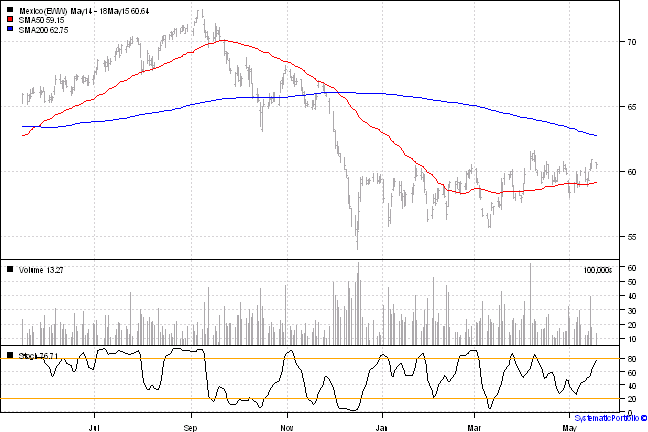 Mexico(EWW) May14 - 18May15 60.64
SMA50 59.15
SMA200 62.75
70
65
60
55
Volume 13.27
100,000s
60
50
40
30
20
10
Stoch 76.71
80
60
40
20
0
Jul Sep Nov Jan Mar May
SystematicPortfolio ©